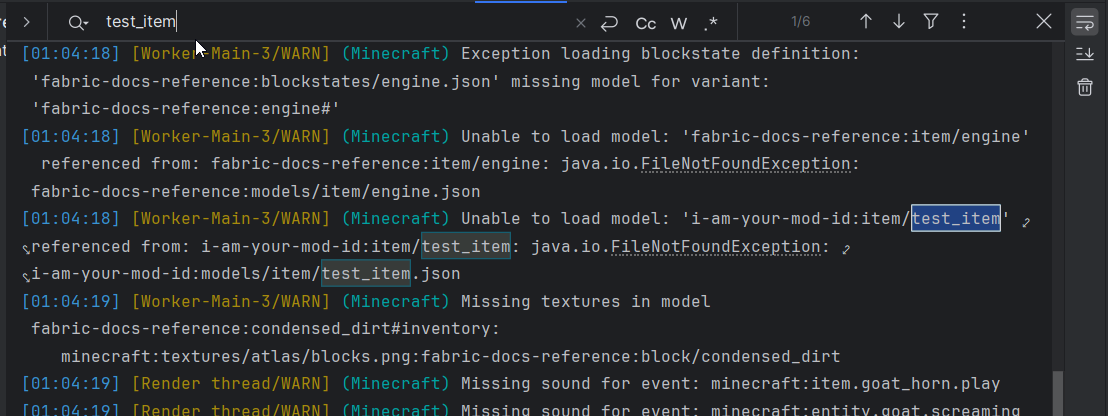 test_item
Cc W .* 1/6
[01:04:18] [Worker-Main-3/WARN] (Minecraft) Exception loading blockstate definition:
'fabric-docs-reference:blockstates/engine.json' missing model for variant:
'fabric-docs-reference:engine#'
[01:04:18] [Worker-Main-3/WARN] (Minecraft) Unable to load model: 'fabric-docs-reference:item/engine'
referenced from: fabric-docs-reference:item/engine: java.io.FileNotFoundException:
fabric-docs-reference:models/item/engine.json
[01:04:18] [Worker-Main-3/WARN] (Minecraft) Unable to load model: 'i-am-your-mod-id:item/test_item'
referenced from: i-am-your-mod-id:item/test_item: java.io.FileNotFoundException:
i-am-your-mod-id:models/item/test_item.json
[01:04:19] [Worker-Main-3/WARN] (Minecraft) Missing textures in model
fabric-docs-reference:condensed_dirt#inventory:
minecraft:textures/atlas/blocks.png:fabric-docs-reference:block/condensed_dirt
[01:04:19] [Render thread/WARN] (Minecraft) Missing sound for event: minecraft:item.goat_horn.play
[01:04:19] [Render thread/WARN] (Minecraft) Missing sound for event: minecraft:entity.goat.screaming